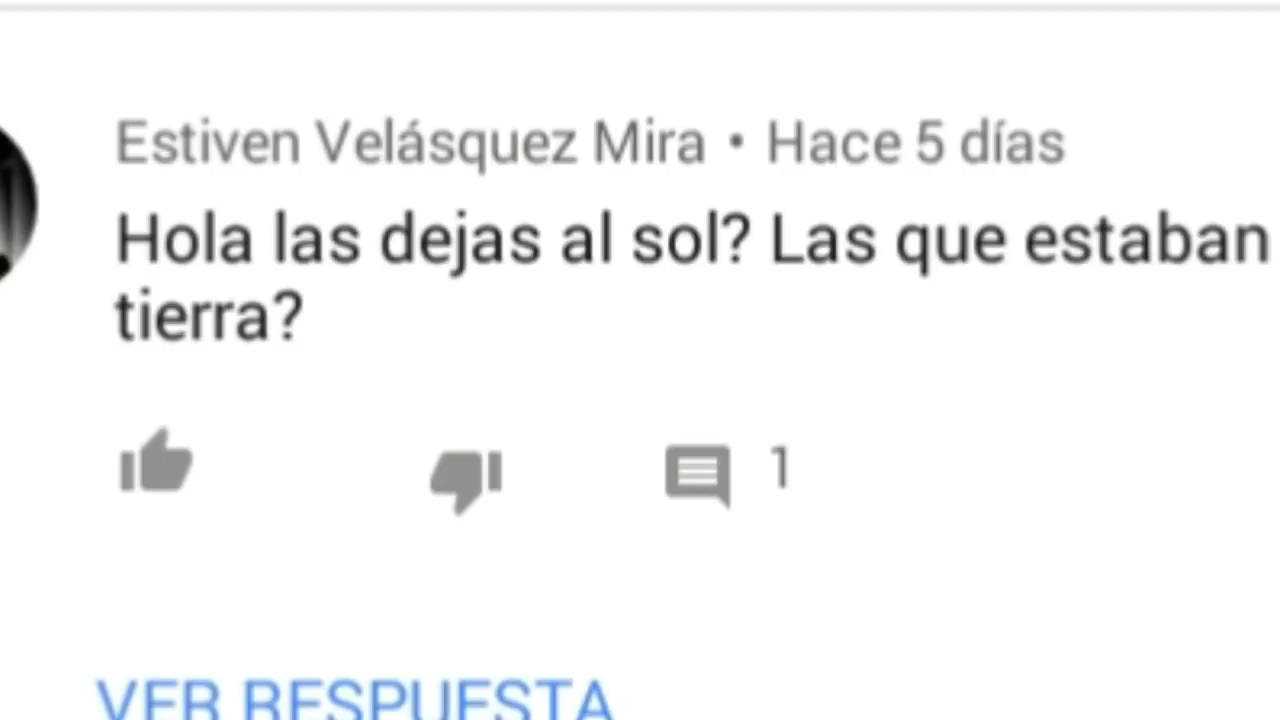 Estiven Velásquez Mira • Hace 5 días
Hola las dejas al sol? Las que estaban
tierra?
1
VER RESPUESTA